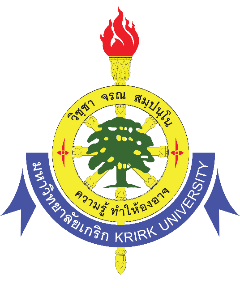 วิชฺชา จรณ สมฺปนฺโน
ความรู้ ทำให้องอาจ
มหาวิทยาลัยเกริก KRIRK UNIVERSITY